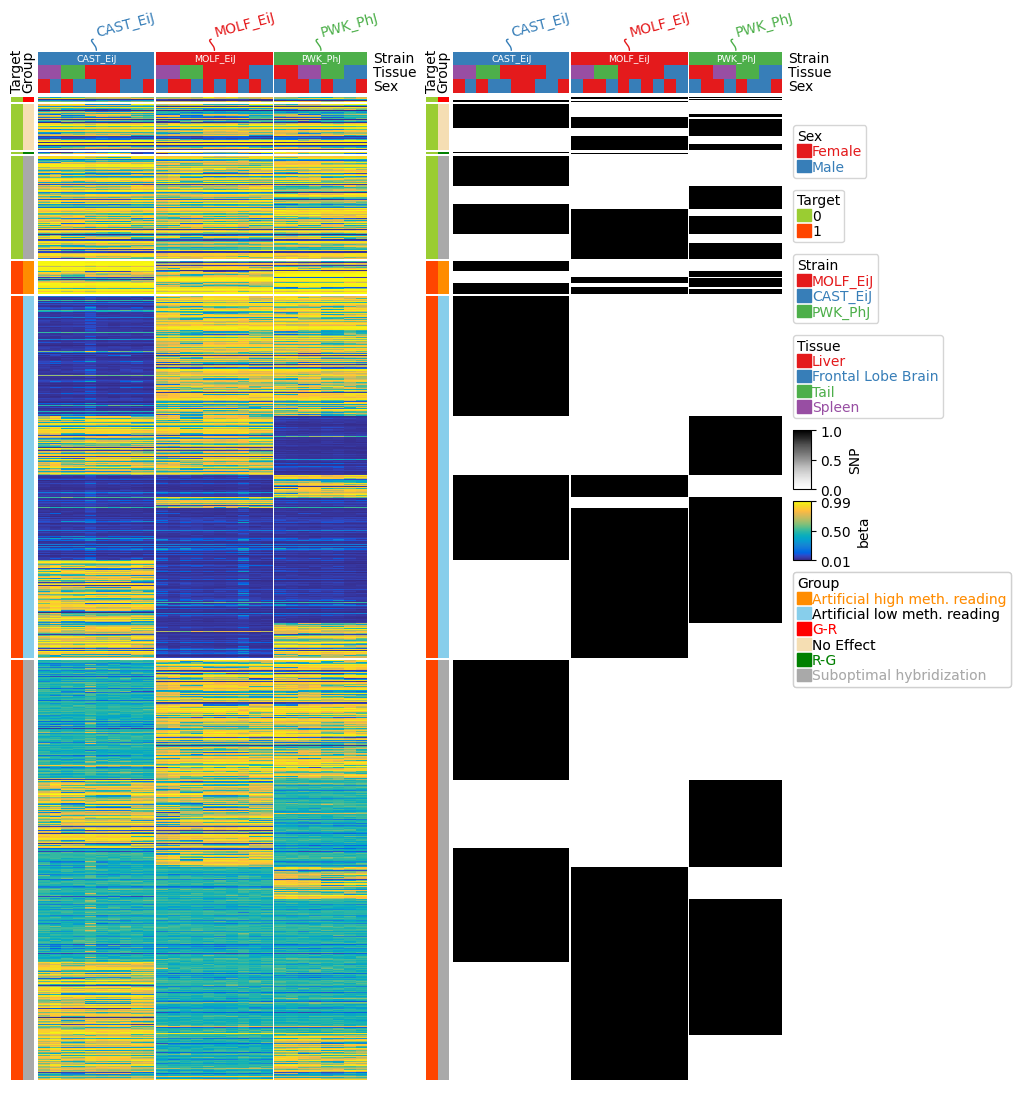 CAST_EiJ
MOLF_EiJ
PWK_PhJ
CAST_EiJ
MOLF_EiJ
PWK_PhJ
Target
Group
CAST_EiJ
MOLF_EiJ
PWK_PhJ
Strain
Tissue
Sex
Target
Group
CAST_EiJ
MOLF_EiJ
PWK_PhJ
Strain
Tissue
Sex
Sex
Female
Male
Target
0
1
Strain
MOLF_EiJ
CAST_EiJ
PWK_PhJ
Tissue
Liver
Frontal Lobe Brain
Tail
Spleen
1.0
0.5
0.0
SNP
0.99
0.50
0.01
beta
Group
Artificial high meth. reading
Artificial low meth. reading
G-R
No Effect
R-G
Suboptimal hybridization